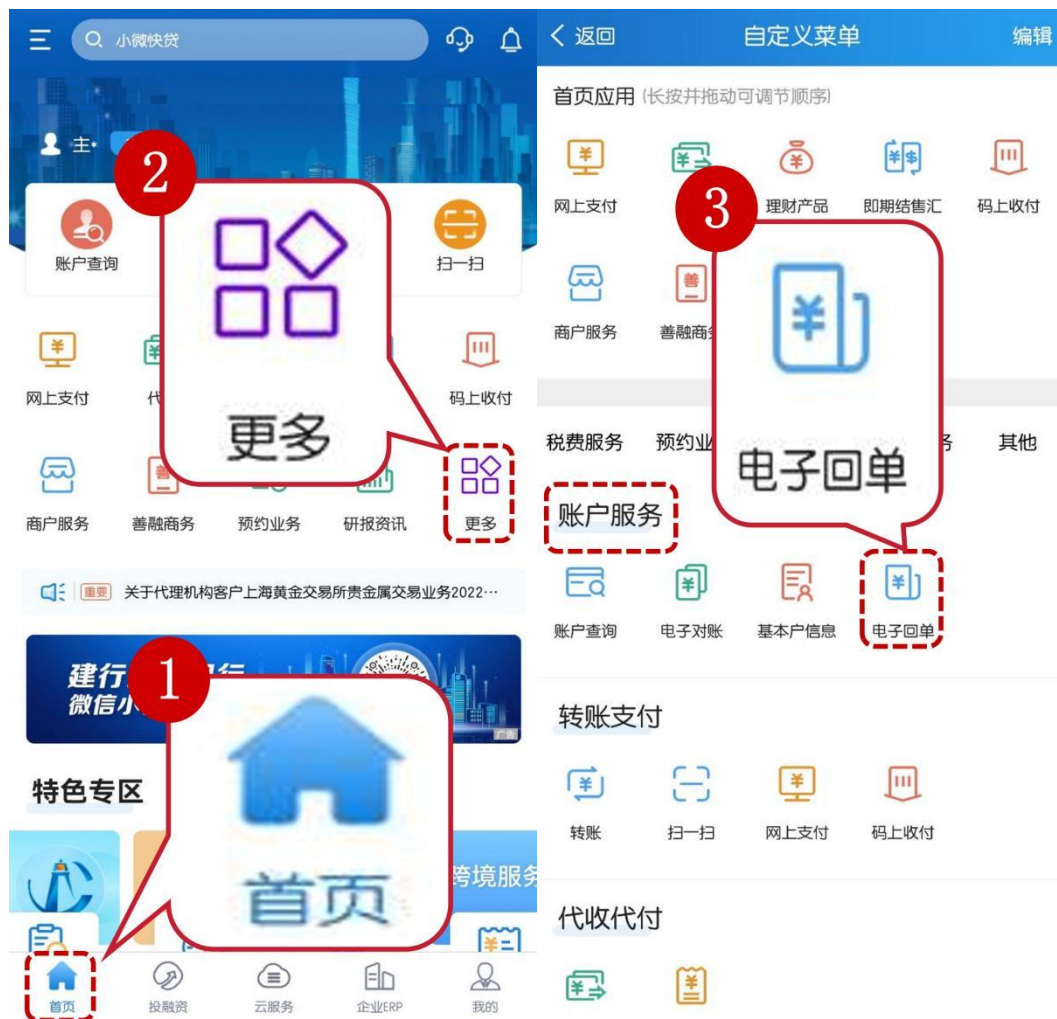 小微快贷
主*
2
账户查询
扫一扫
网上支付
码上收付
更多
商户服务
善融商务
预约业务
研报资讯
更多
重要
关于代理机构客户上海黄金交易所贵金属交易业务2022…
建行
微信小
广告
1
特色专区
跨境服务
首页
首页
投融资
云服务
企业ERP
我的
返回
自定义菜单
编辑
首页应用 (长按并拖动可调节顺序)
网上支付
3
理财产品
即期结售汇
码上收付
商户服务
善融商
税费服务
预约业
其他
电子回单
账户服务
账户查询
电子对账
基本户信息
电子回单
转账支付
转账
扫一扫
网上支付
码上收付
代收代付